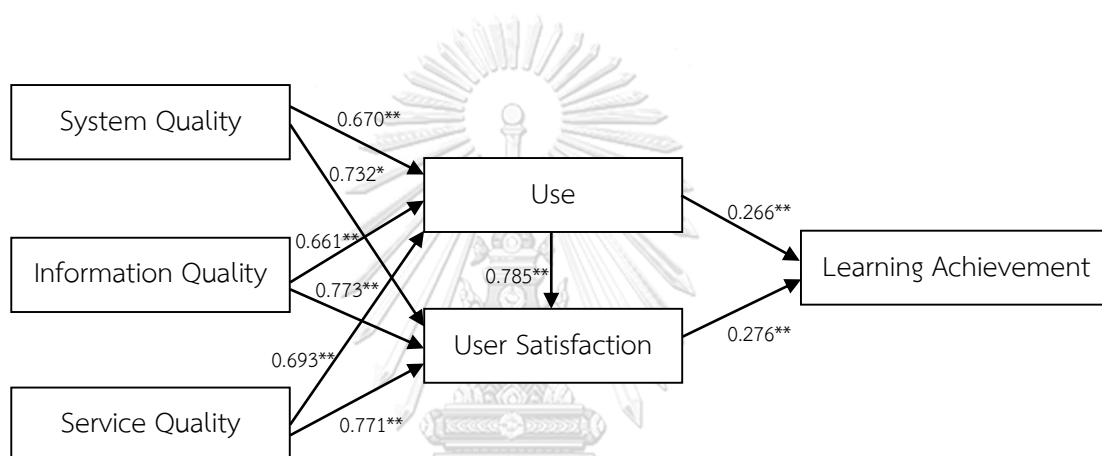 System Quality
0.670**
0.732*
Use
0.266**
0.661**
Information Quality
0.785**
Learning Achievement
0.773**
User Satisfaction
0.276**
0.693**
Service Quality
0.771**